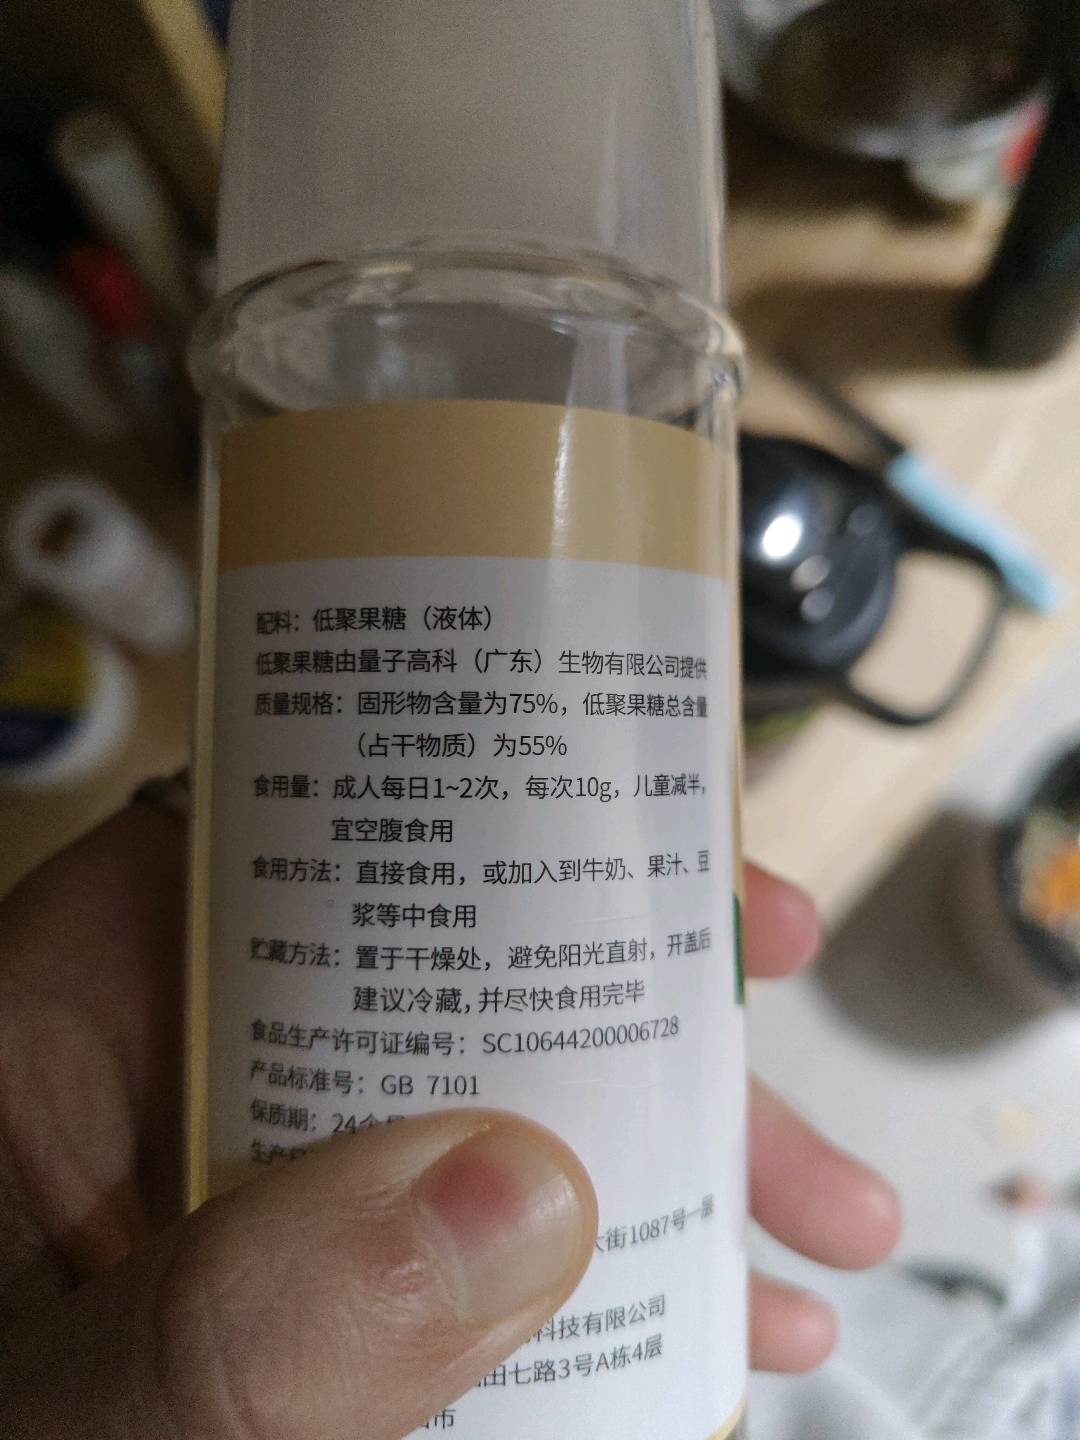 配料：低聚果糖（液体）
低聚果糖由量子高科（广东）生物有限公司提供
质量规格：固形物含量为75%，低聚果糖总含量
（占干物质）为55%
食用量：成人每日1~2次，每次10g，儿童减半，
宜空腹食用
食用方法：直接食用，或加入到牛奶、果汁、豆
浆等中食用
贮藏方法：置于干燥处，避免阳光直射，开盖后
建议冷藏，并尽快食用完毕
食品生产许可证编号：SC10644200006728
产品标准号：GB 7101
保质期：24个月
生产日
大街1087号一层
科技有限公司
田七路3号A栋4层
市